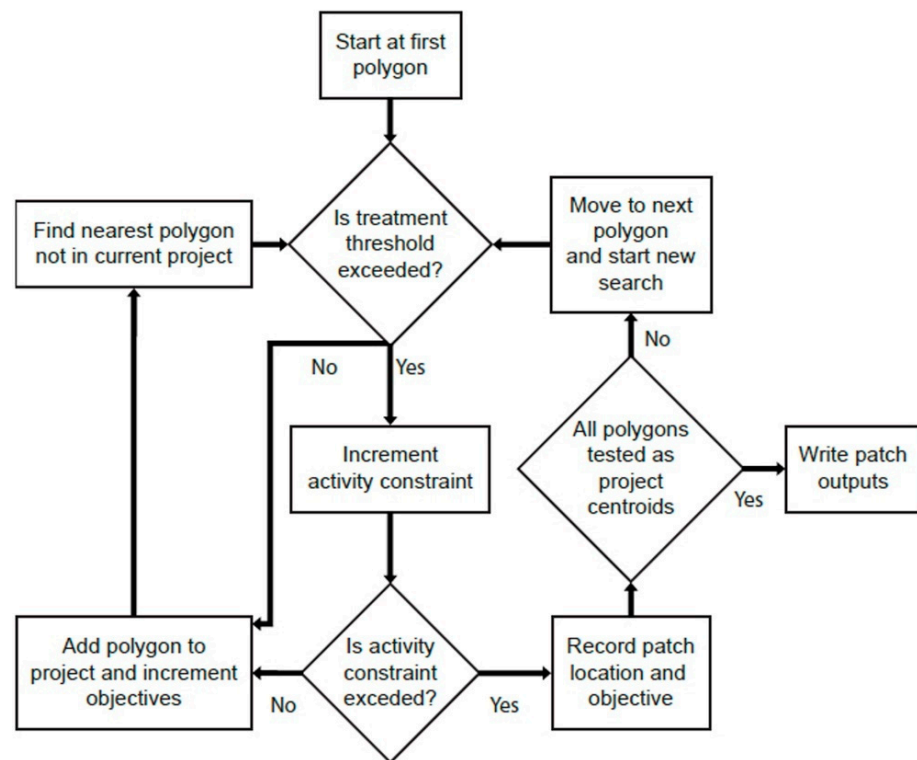 Start at first
polygon
Is treatment
threshold
exceeded?
Find nearest polygon
not in current project
Move to next
polygon
and start new
search
No
Yes
No
Increment
activity constraint
All polygons
tested as
project
centroids
Write patch
outputs
Yes
Add polygon to
project and increment
objectives
Is activity
constraint
exceded?
Record patch
location and
objective
No
Yes